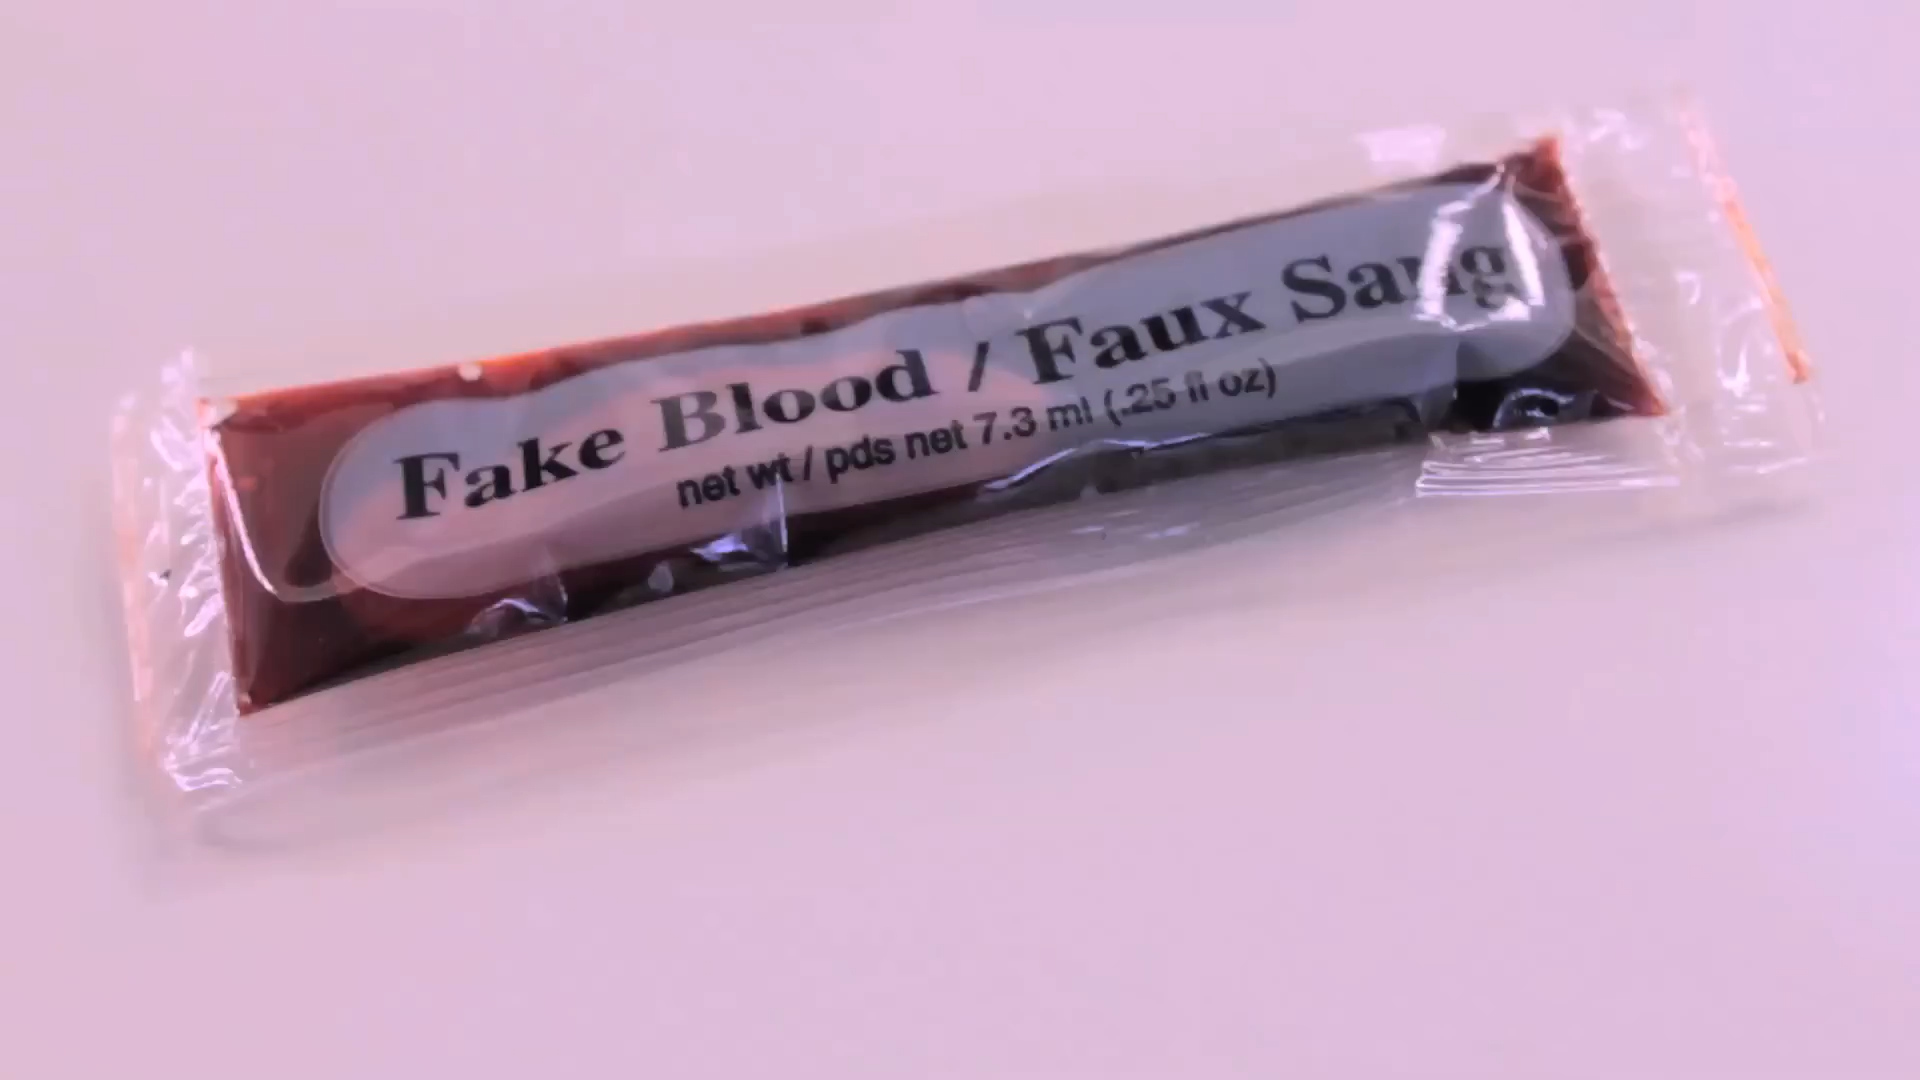 Fake Blood / Faux Sang
net wt / pds net 7.3 ml (.25 fl oz)